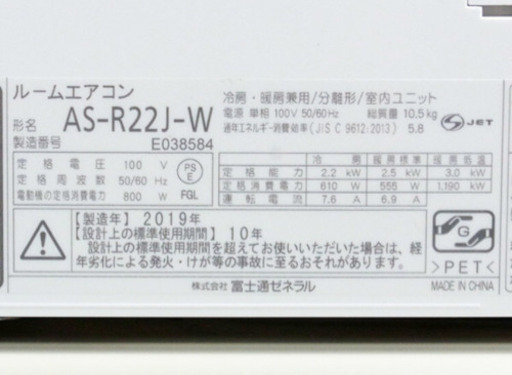 ルームエアコン
形名 AS-R22J-W
製造番号 E038584
冷房・暖房兼用/分離形/室内ユニット
電源 単相 100V 50/60Hz 総質量 10.5kg
通年エネルギー消費効率 (JIS C 9612:2013) 5.8
JET
定格電圧 100 V
定格周波数 50/60 Hz
電動機の定格消費電力 800 W
PS E
FGL
冷房 暖房標準 暖房低温
定格能力 2.2 kW 2.5 kW 3.0 kW
定格消費電力 610 W 555 W 1,190 kW
運転電流 7.6 A 6.9 A
【製造年】2019年
【設計上の標準使用期間】10年
設計上の標準使用期間を超えてお使いいただいた場合は、経
年劣化による発火・けが等の事故に至るおそれがあります。
G
>PET<
株式会社 富士通ゼネラル
MADE IN CHINA